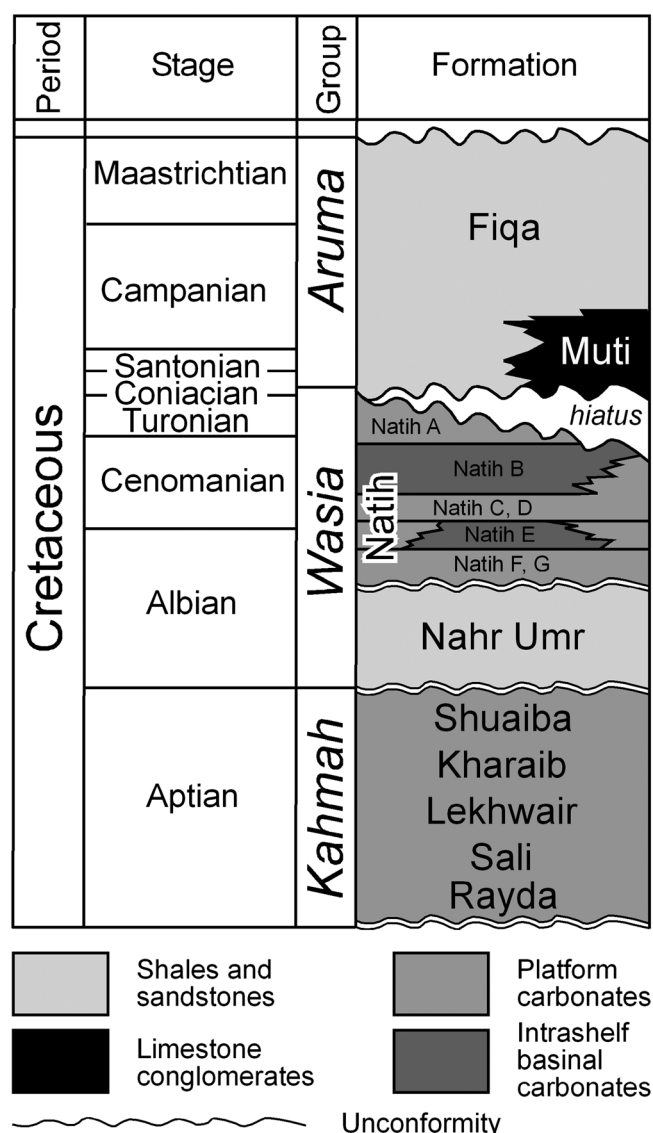 Period
Stage
Group
Formation
Cretaceous
Maastrichtian
Campanian
Santonian
Coniacian
Turonian
Cenomanian
Albian
Aptian
Aruma
Wasia
Kahmah
Fiqa
Muti
hiatus
Natih A
Natih B
Natih
Natih C, D
Natih E
Natih F, G
Nahr Umr
Shuaiba
Kharaib
Lekhwair
Sali
Rayda
Shales and
sandstones
Platform
carbonates
Limestone
conglomerates
Intrashelf
basinal
carbonates
Unconformity